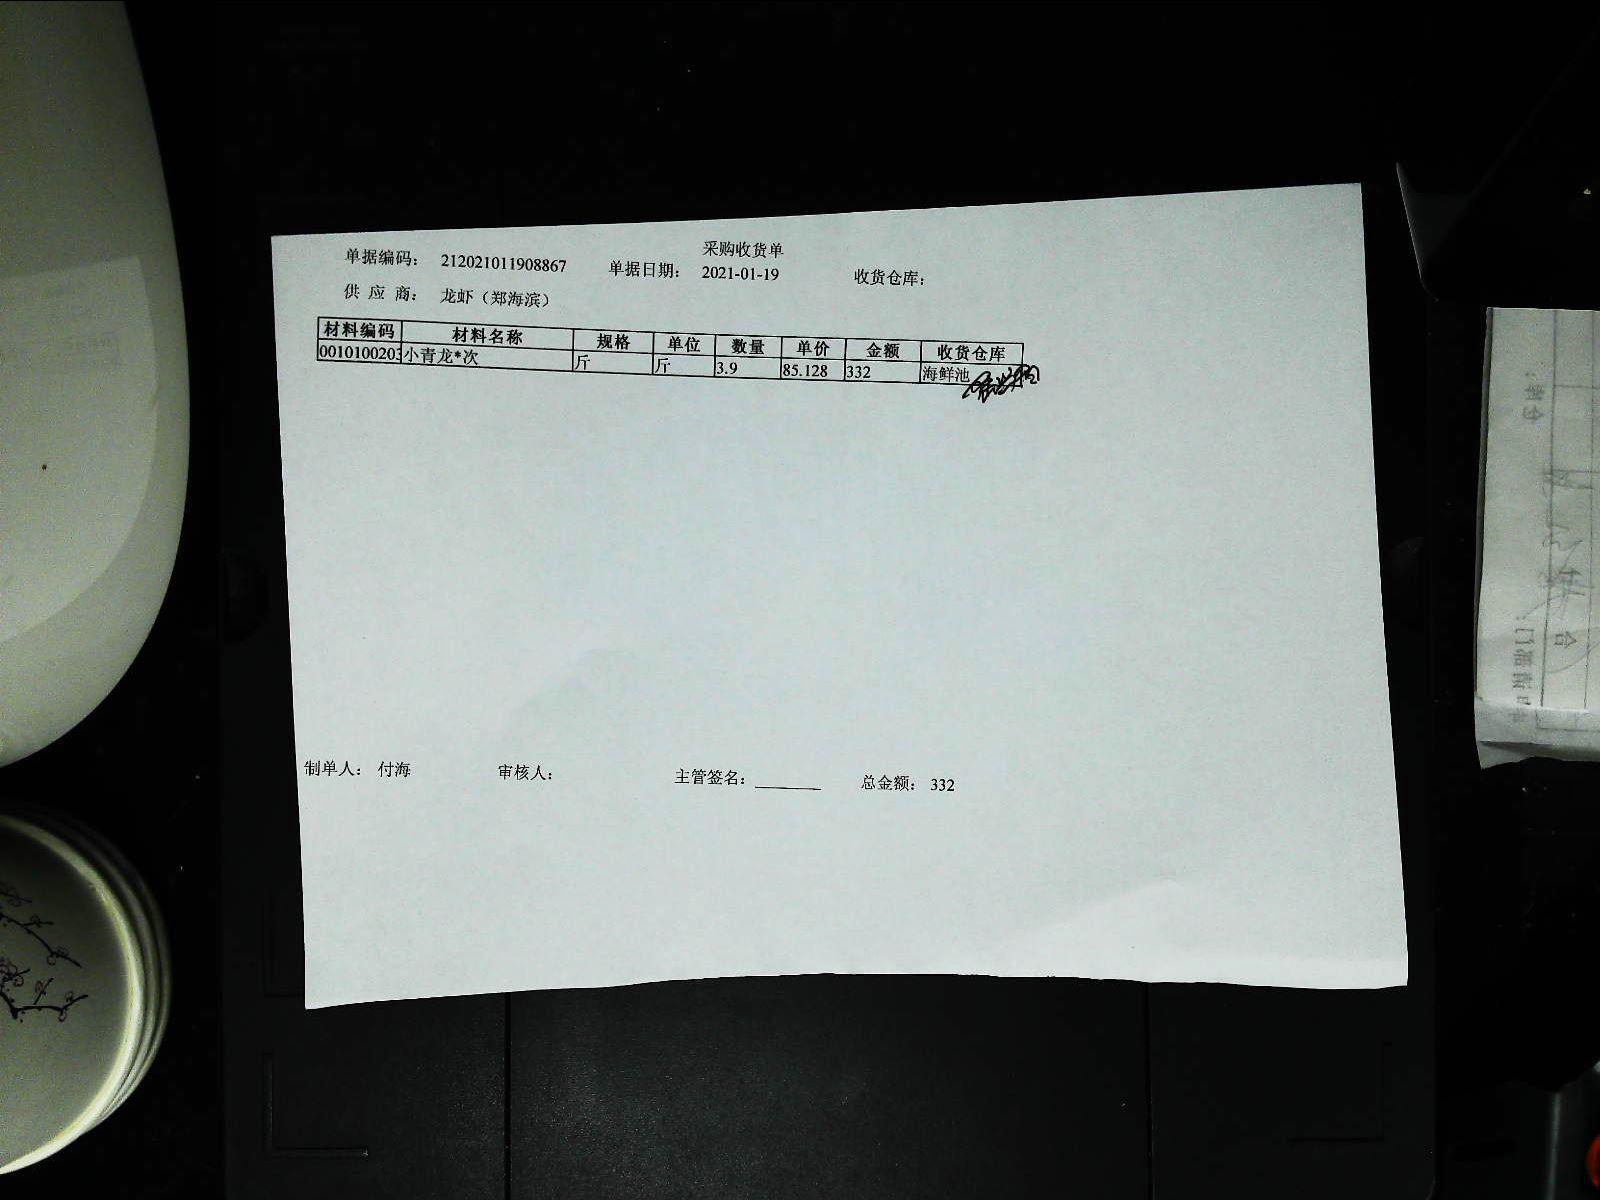 采购收货单
单据编码： 212021011908867 单据日期： 2021-01-19 收货仓库：
供 应 商： 龙虾（郑海滨）
材料编码 材料名称 规格 单位 数量 单价 金额 收货仓库
0010100203 小青龙*次 斤 斤 3.9 85.128 332 海鲜池
制单人： 付海 审核人： 主管签名： 总金额： 332